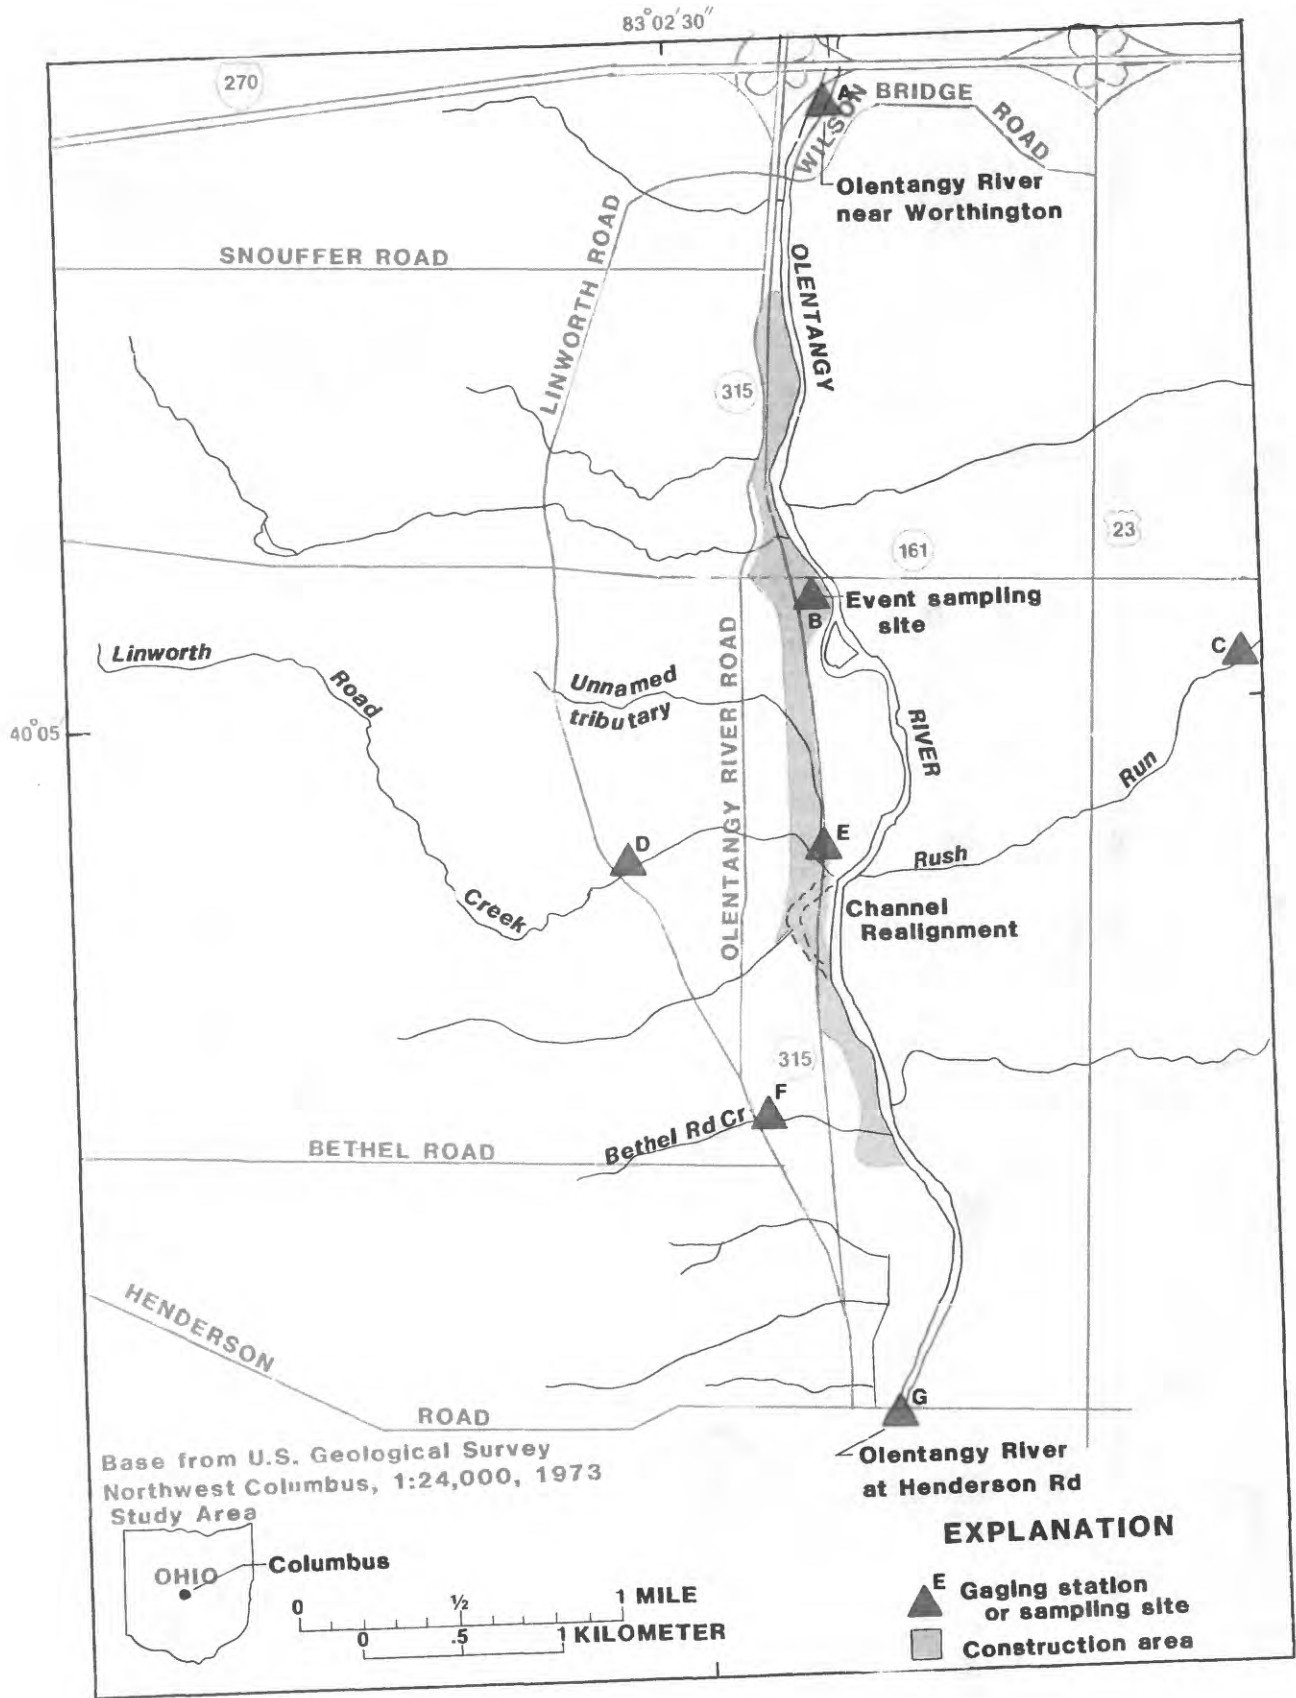 83°02'30"
270
A
BRIDGE
ROAD
WILSON
Olentangy River
near Worthington
SNOUFFER ROAD
LINWORTH ROAD
OLENTANGY
315
23
161
Event sampling
site
B
C
Linworth
Road
Creek
Unnamed
tributary
OLENTANGY RIVER ROAD
RIVER
40°05'
Run
Rush
D
E
Channel
Realignment
315
F
Bethel Rd Cr
BETHEL ROAD
HENDERSON
ROAD
G
Olentangy River
at Henderson Rd
Base from U.S. Geological Survey
Northwest Columbus, 1:24,000, 1973
Study Area
OHIO
Columbus
0 ½ 1 MILE
0 .5 1 KILOMETER
EXPLANATION
E Gaging station
or sampling site
Construction area